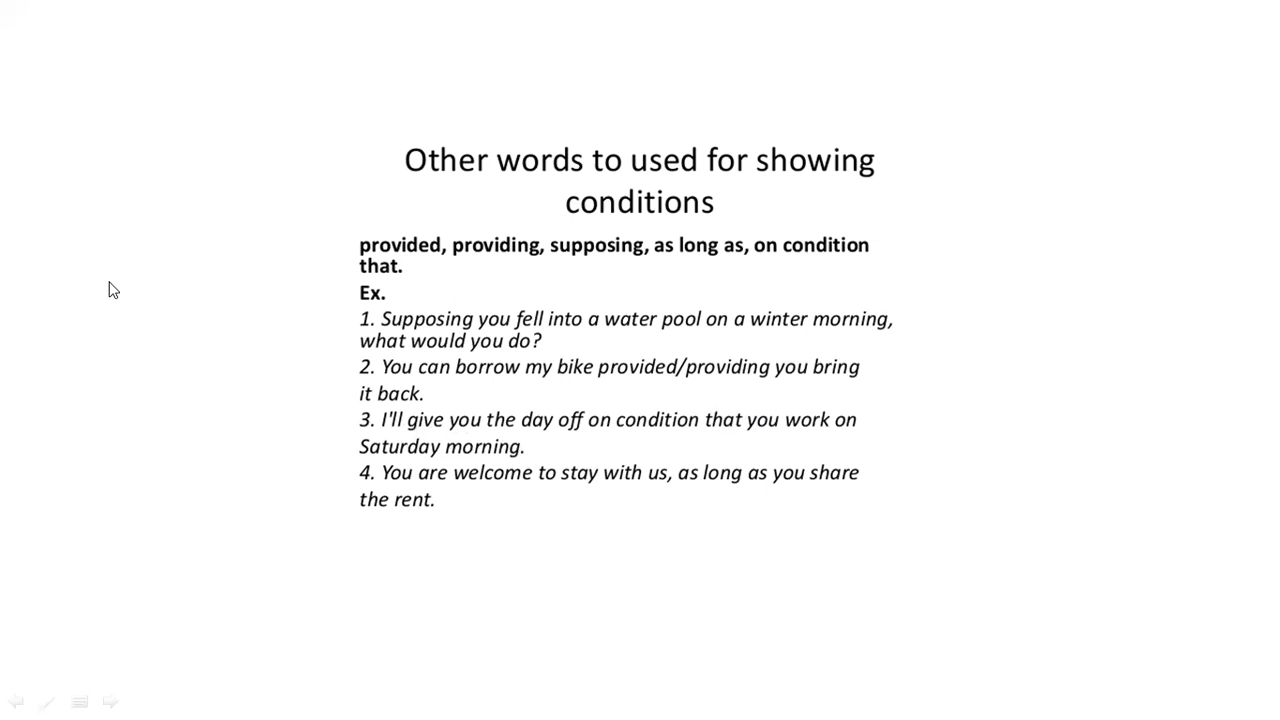 Other words to used for showing
conditions
provided, providing, supposing, as long as, on condition
that.
Ex.
1. Supposing you fell into a water pool on a winter morning,
what would you do?
2. You can borrow my bike provided/providing you bring
it back.
3. I'll give you the day off on condition that you work on
Saturday morning.
4. You are welcome to stay with us, as long as you share
the rent.